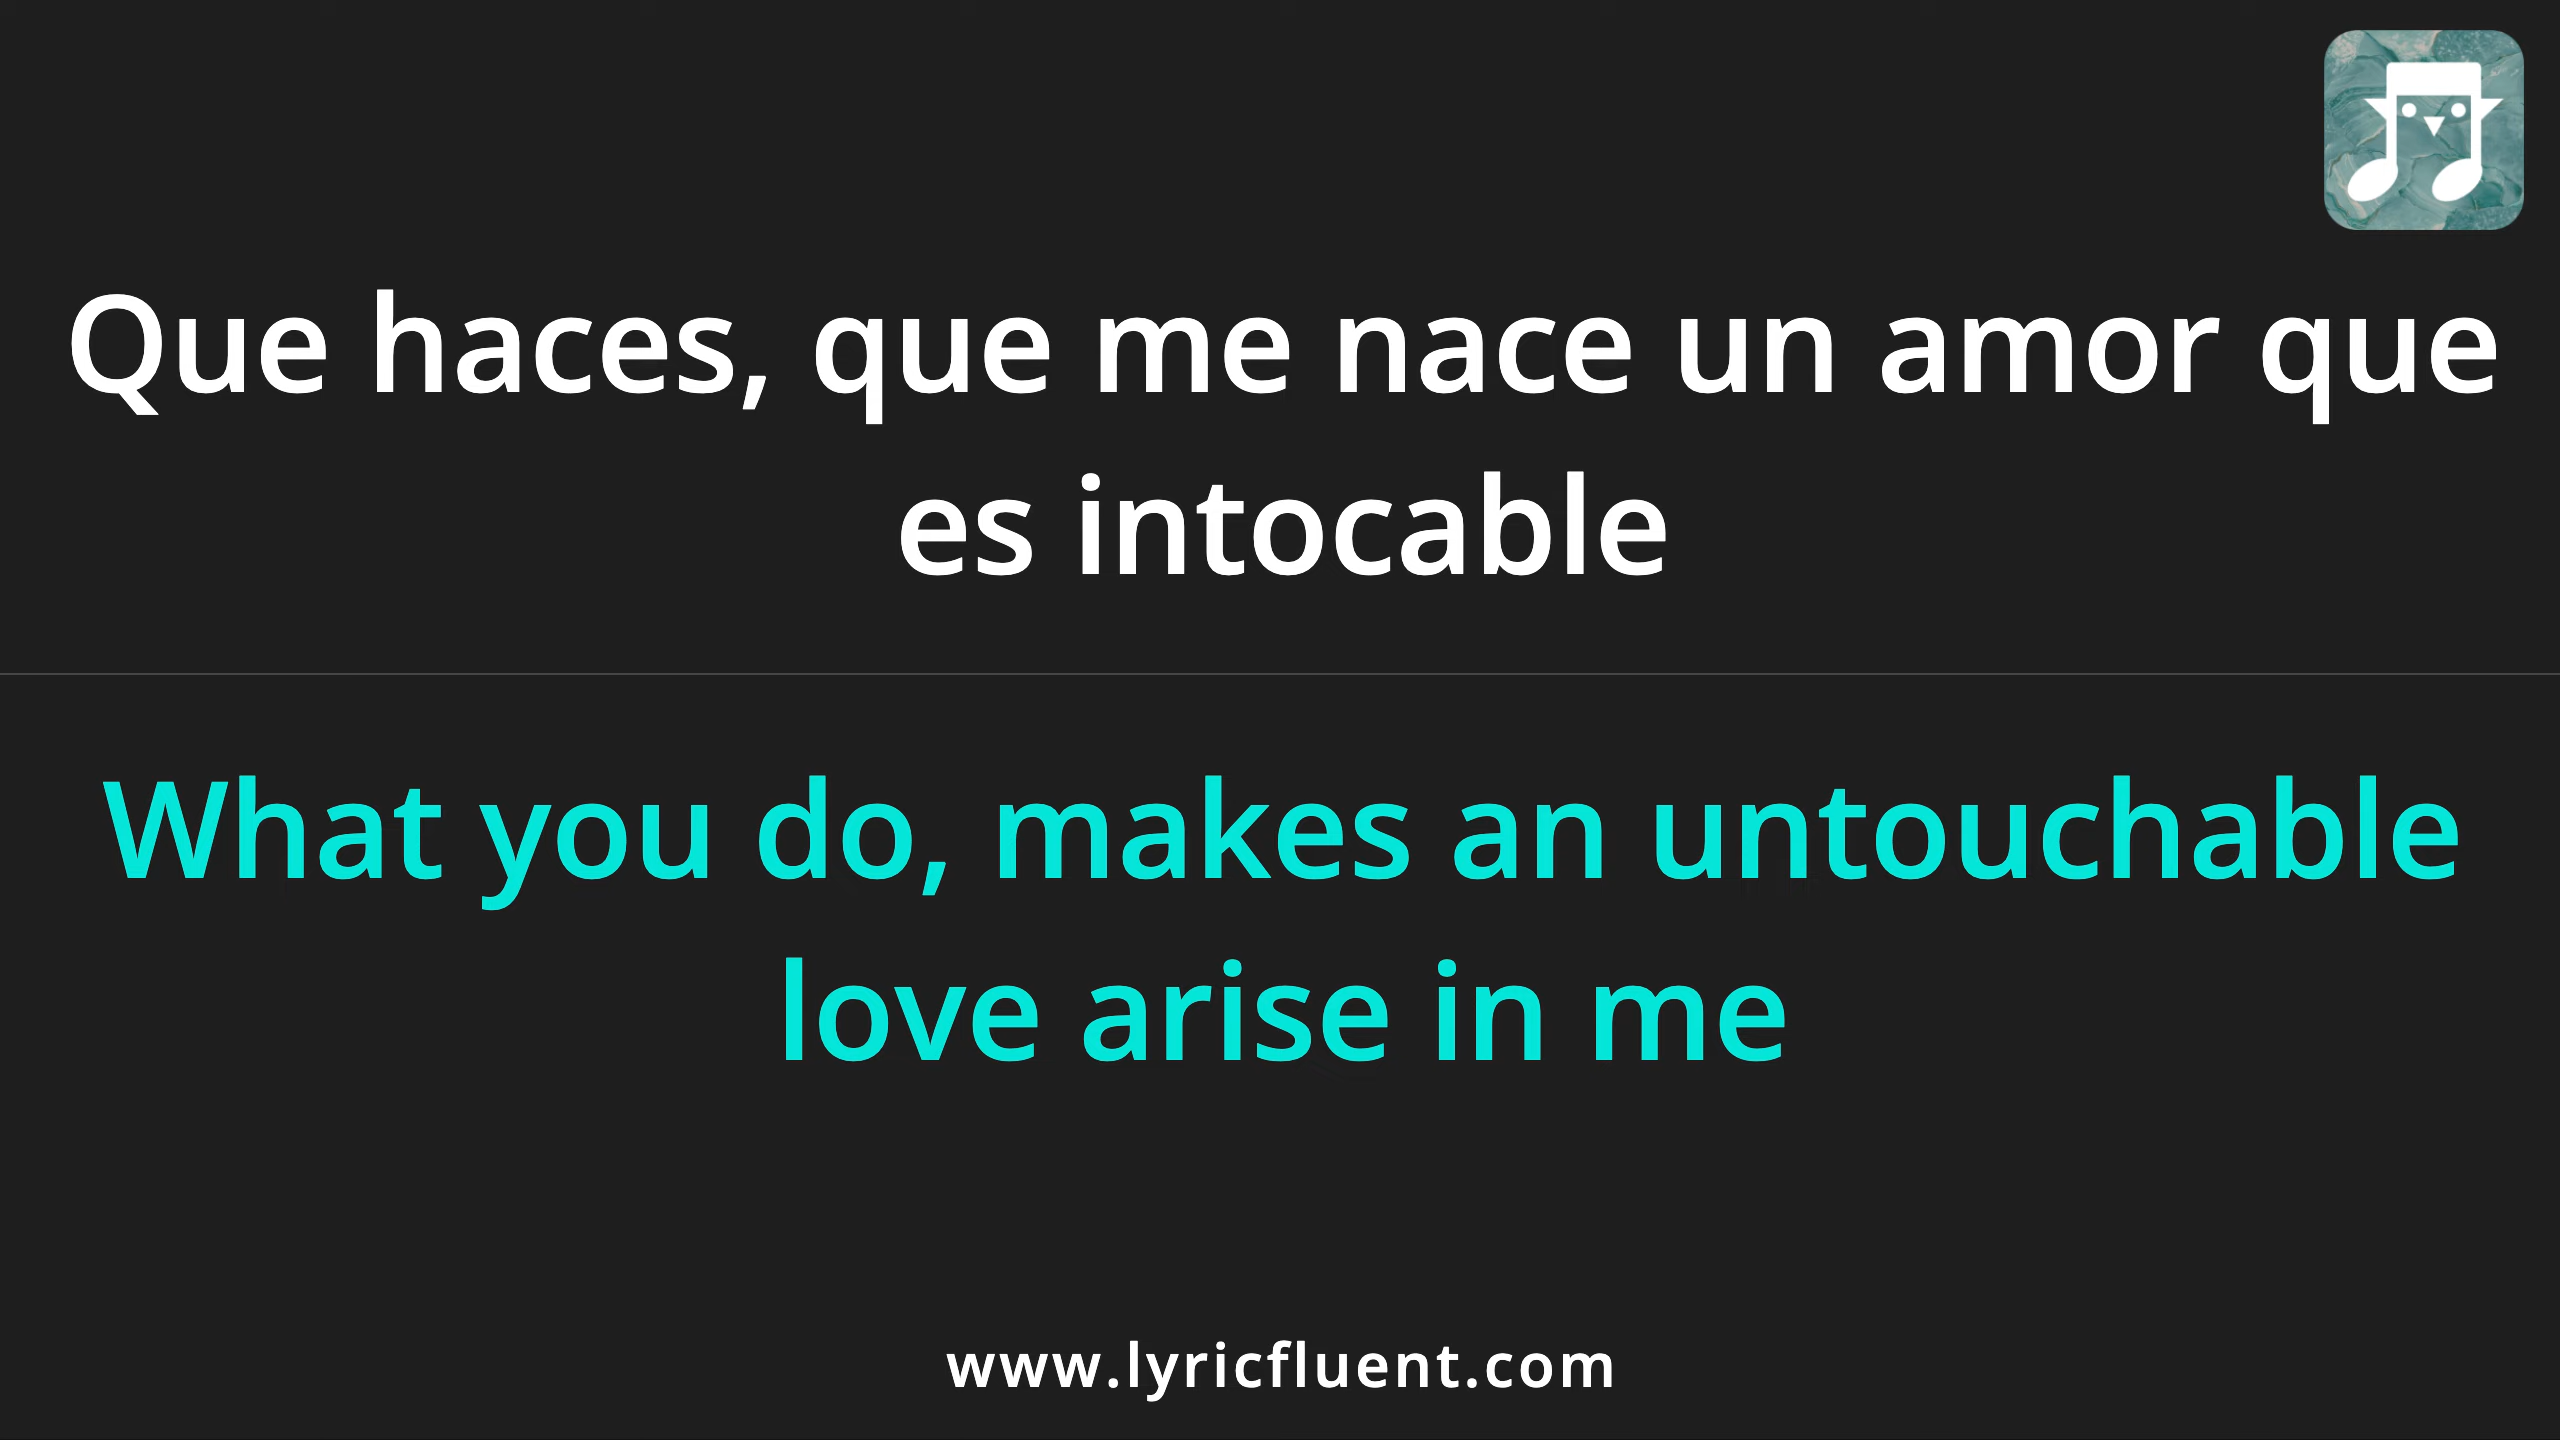 Que haces, que me nace un amor que
es intocable
What you do, makes an untouchable
love arise in me
www.lyricfluent.com